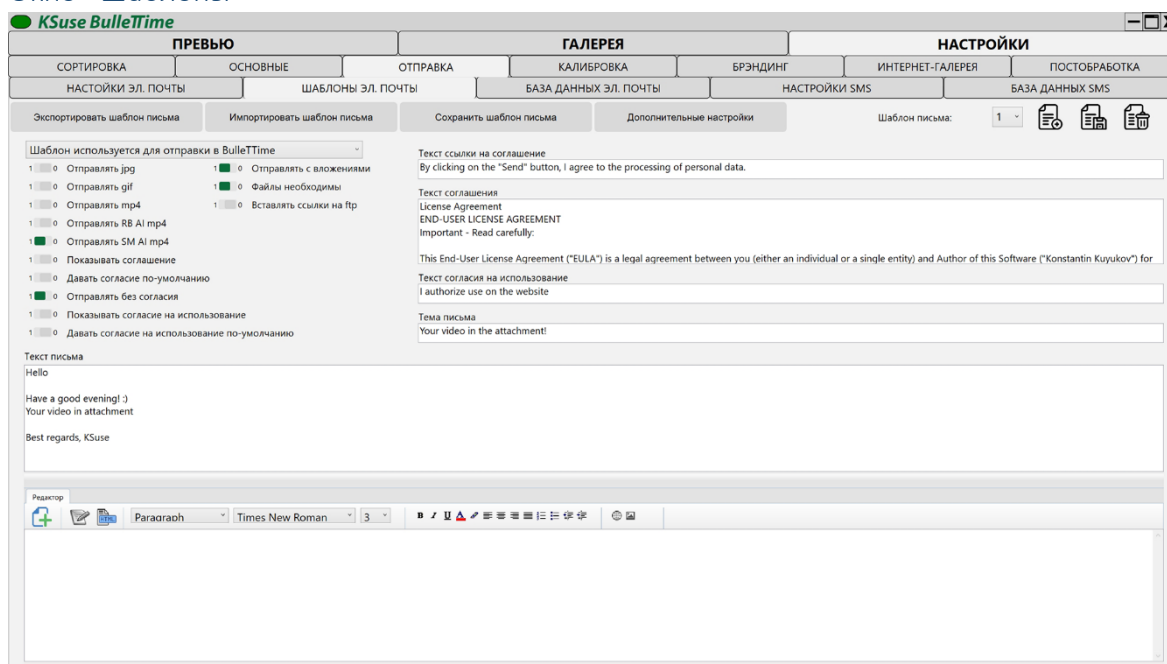 KSuse BulleTTime
ПРЕВЬЮ ГАЛЕРЕЯ НАСТРОЙКИ
СОРТИРОВКА ОСНОВНЫЕ ОТПРАВКА КАЛИБРОВКА БРЭНДИНГ ИНТЕРНЕТ-ГАЛЕРЕЯ ПОСТОБРАБОТКА
НАСТОЙКИ ЭЛ. ПОЧТЫ ШАБЛОНЫ ЭЛ. ПОЧТЫ БАЗА ДАННЫХ ЭЛ. ПОЧТЫ НАСТРОЙКИ SMS БАЗА ДАННЫХ SMS
Экспортировать шаблон письма Импортировать шаблон письма Сохранить шаблон письма Дополнительные настройки Шаблон письма: 1
Шаблон используется для отправки в BulleTTime
1 0 Отправлять jpg 1 0 Отправлять с вложениями
1 0 Отправлять gif 1 0 Файлы необходимы
1 0 Отправлять mp4 1 0 Вставлять ссылки на ftp
1 0 Отправлять RB AI mp4
1 0 Отправлять SM AI mp4
1 0 Показывать соглашение
1 0 Давать согласие по-умолчанию
1 0 Отправлять без согласия
1 0 Показывать согласие на использование
1 0 Давать согласие на использование по-умолчанию
Текст ссылки на соглашение
By clicking on the "Send" button, I agree to the processing of personal data.
Текст соглашения
License Agreement
END-USER LICENSE AGREEMENT
Important - Read carefully:
This End-User License Agreement ("EULA") is a legal agreement between you (either an individual or a single entity) and Author of this Software ("Konstantin Kuyukov") for
Текст согласия на использование
I authorize use on the website
Тема письма
Your video in the attachment!
Текст письма
Hello
Have a good evening! :)
Your video in attachment
Best regards, KSuse
Редактор
HTML Paragraph Times New Roman 3 B I U A